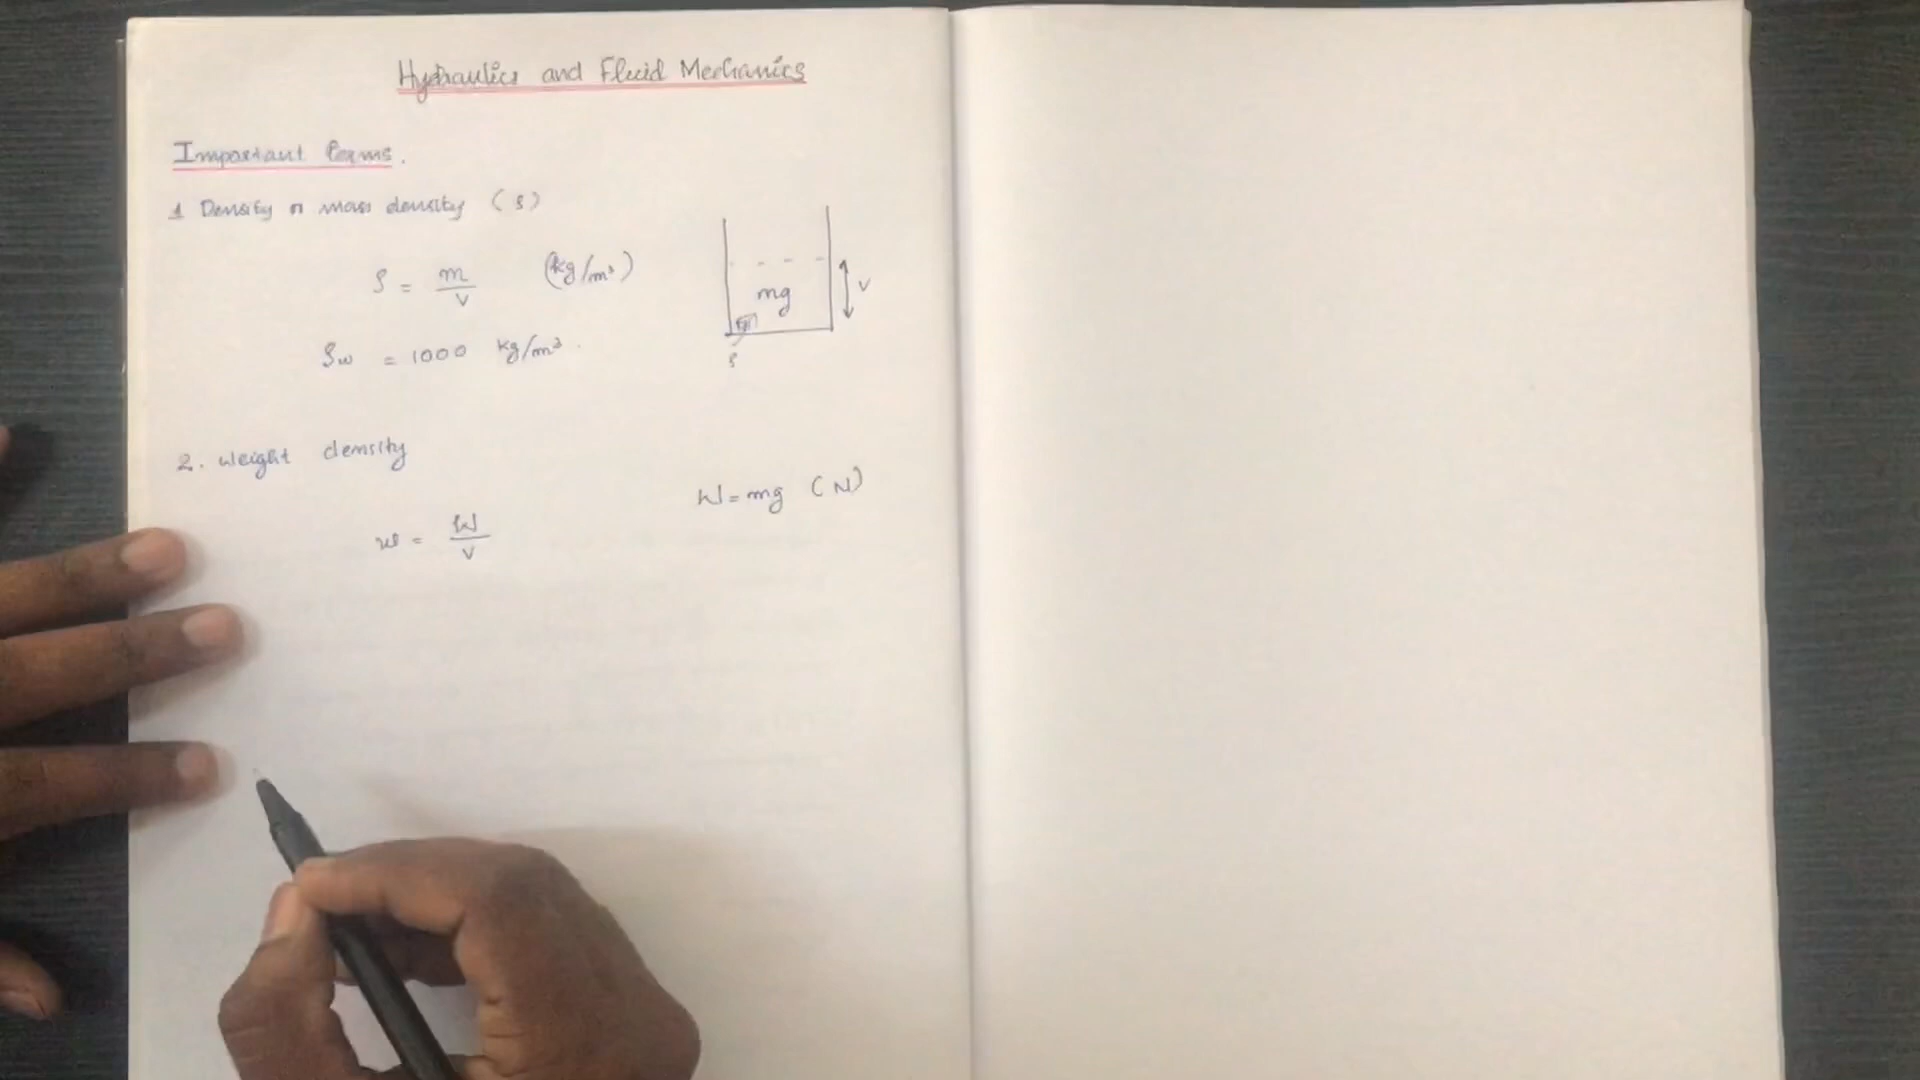 Hydraulics and Fluid Mechanics
Important terms.
1 Density or mass density (ρ)
ρ = m/v (kg/m³)
mg
v
ρ
ρw = 1000 kg/m³.
2. Weight density
W = mg (N)
w = W/v